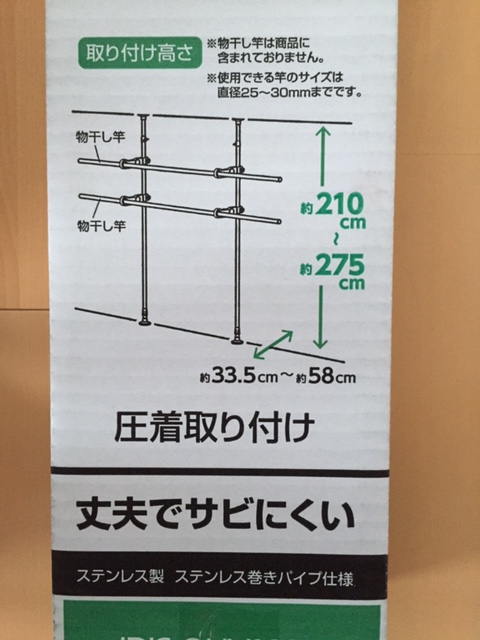 取り付け高さ
※物干し竿は商品に
含まれておりません。
※使用できる竿のサイズは
直径25〜30mmまでです。
物干し竿
物干し竿
約210
cm
〜
約275
cm
約33.5cm〜約58cm
圧着取り付け
丈夫でサビにくい
ステンレス製 ステンレス巻きパイプ仕様